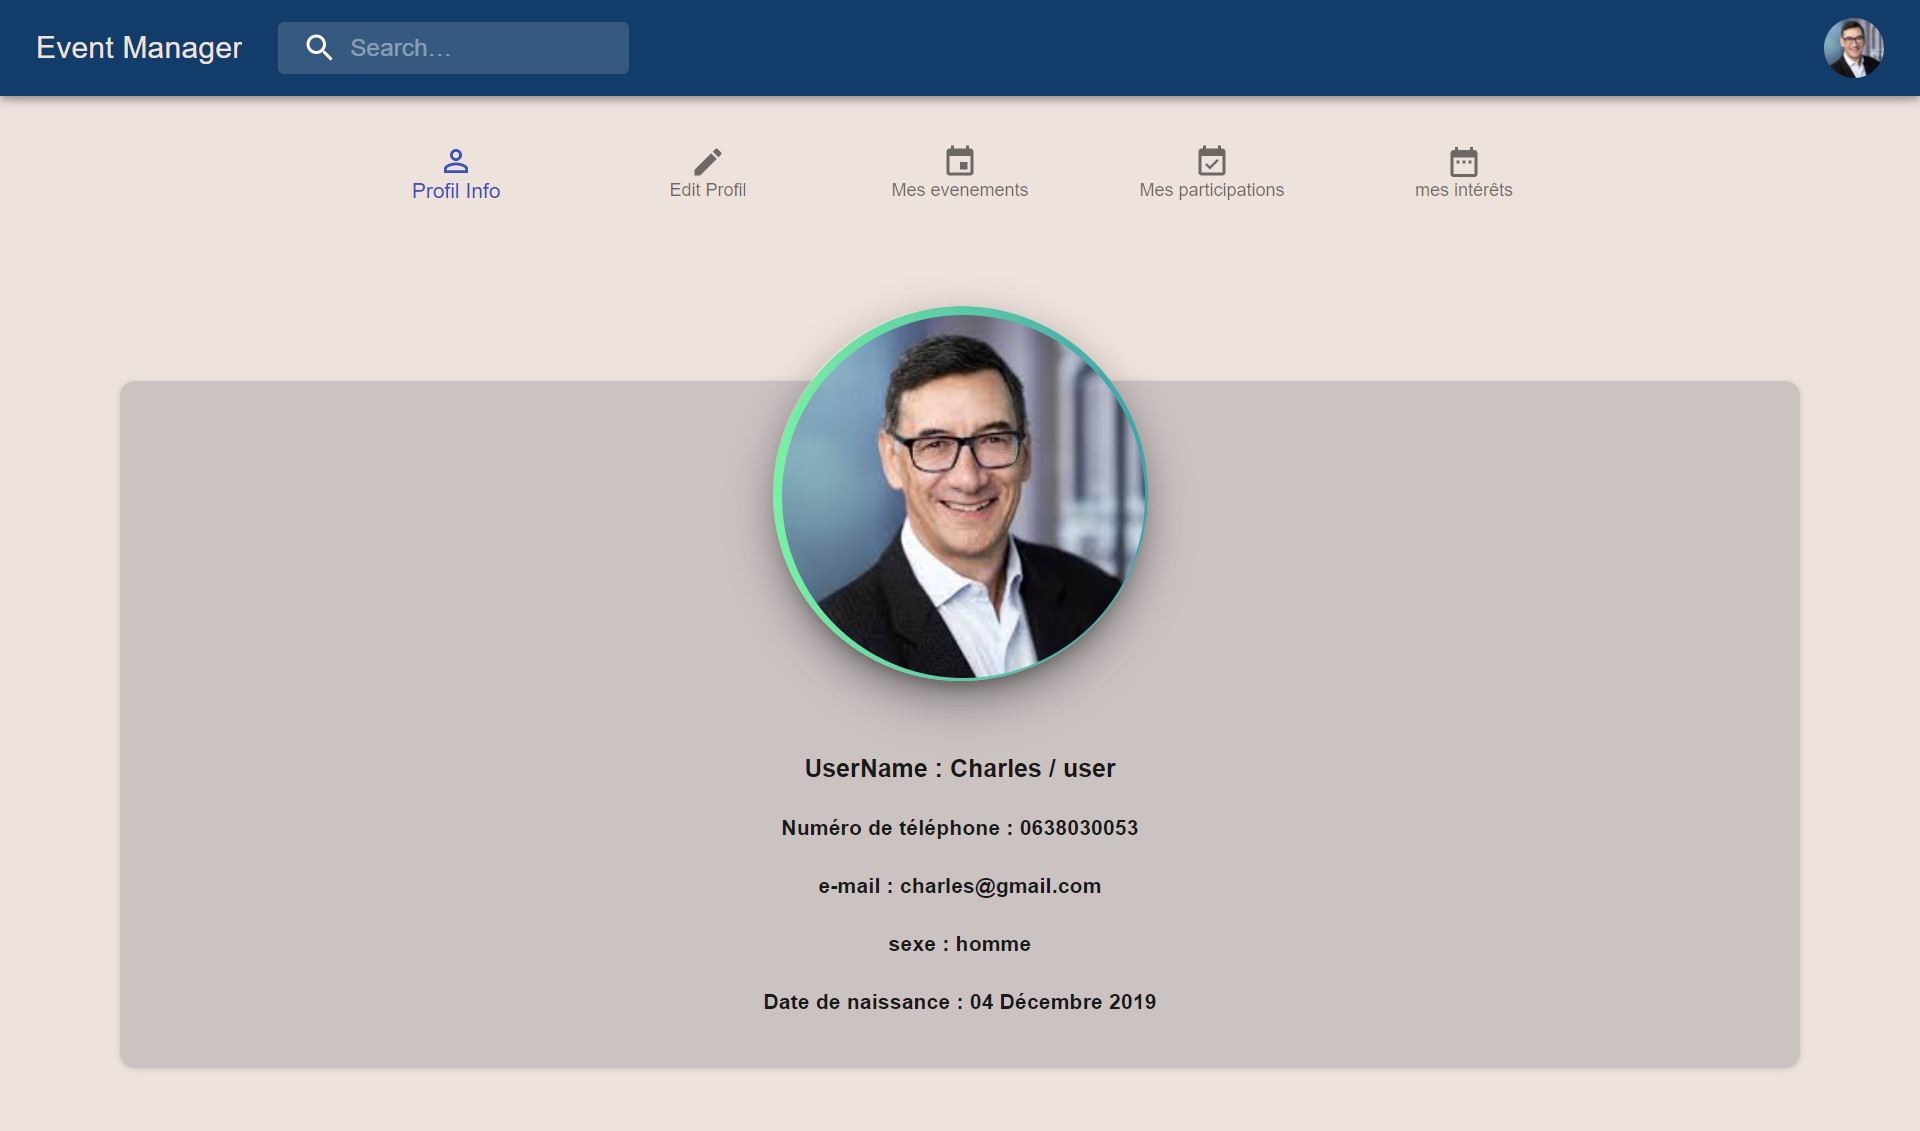 Event Manager
Search...
Profil Info
Edit Profil
Mes evenements
Mes participations
mes intérêts
UserName : Charles / user
Numéro de téléphone : 0638030053
e-mail : charles@gmail.com
sexe : homme
Date de naissance : 04 Décembre 2019